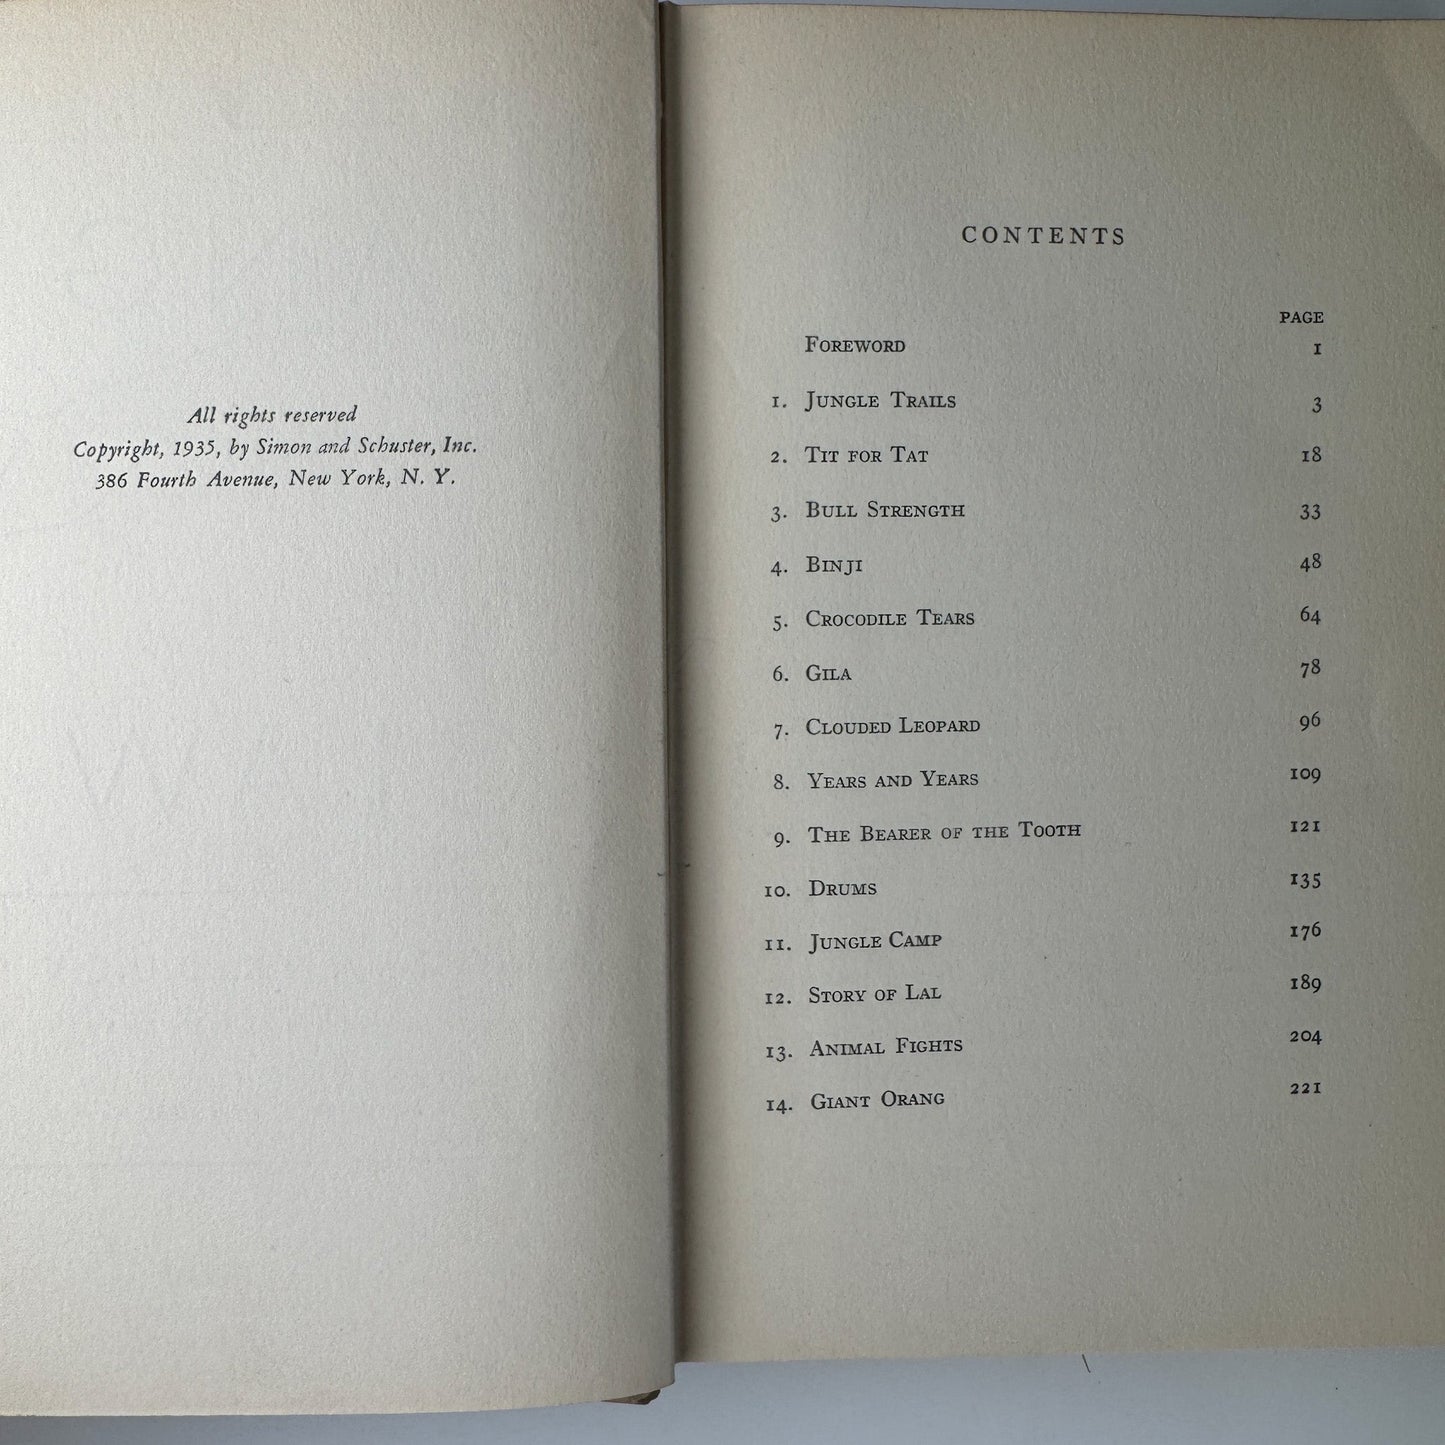 All rights reserved
Copyright, 1935, by Simon and Schuster, Inc.
386 Fourth Avenue, New York, N. Y.
CONTENTS
PAGE
Foreword 1
1. Jungle Trails 3
2. Tit for Tat 18
3. Bull Strength 33
4. Binji 48
5. Crocodile Tears 64
6. Gila 78
7. Clouded Leopard 96
8. Years and Years 109
9. The Bearer of the Tooth 121
10. Drums 135
11. Jungle Camp 176
12. Story of Lal 189
13. Animal Fights 204
14. Giant Orang 221